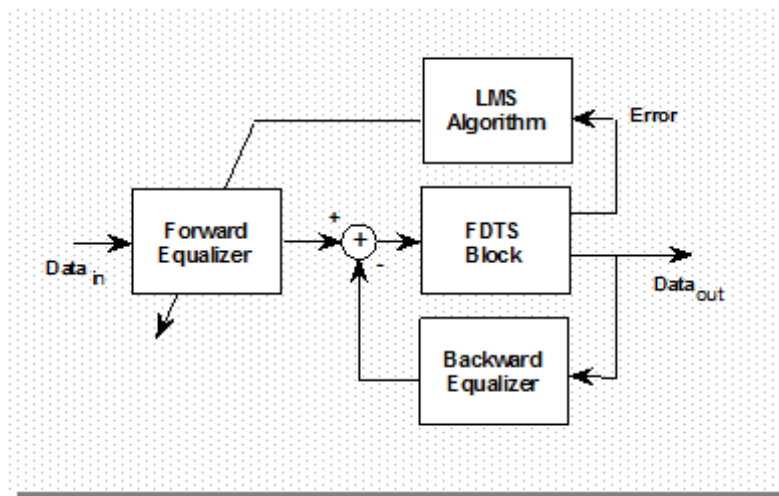 LMS
Algorithm
Error
Forward
Equalizer
+
+
-
FDTS
Block
Data in
Data out
Backward
Equalizer